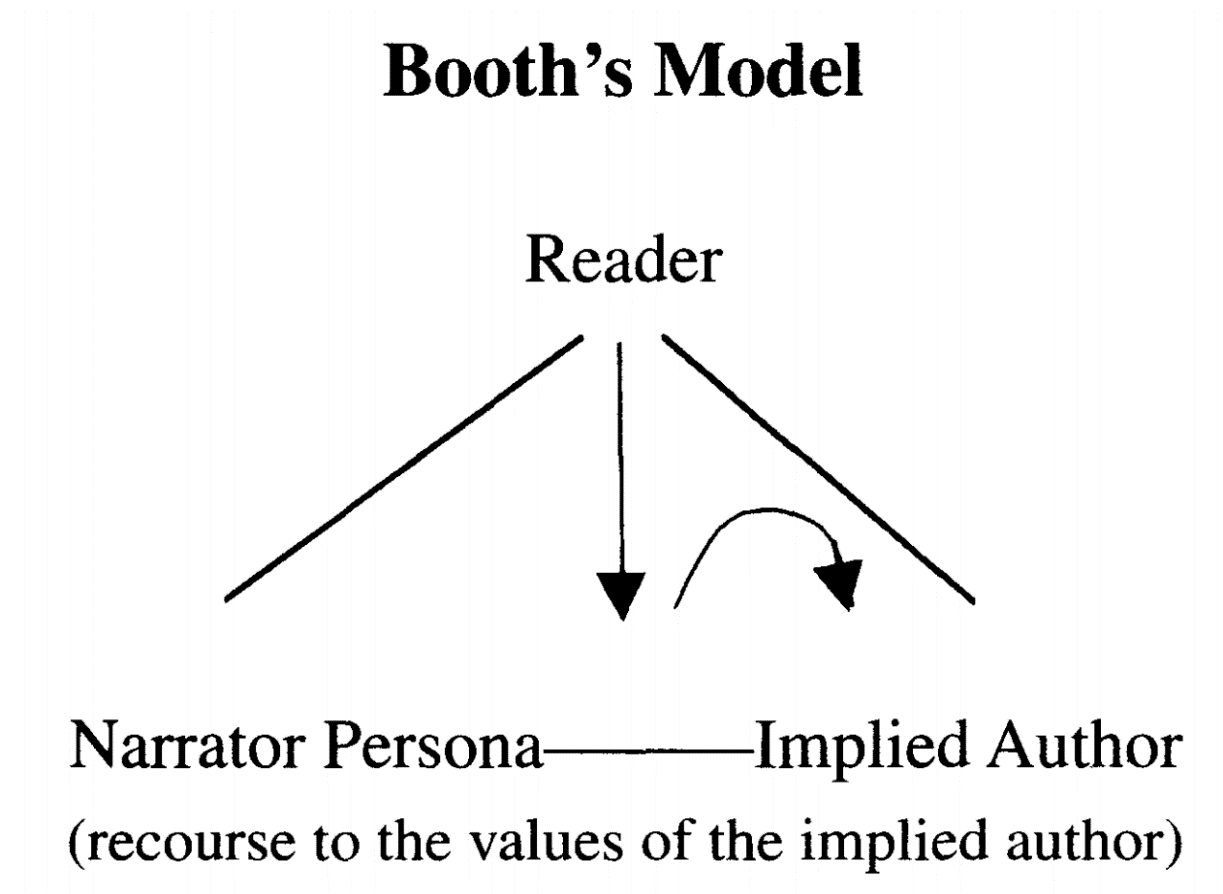 Booth’s Model
Reader
Narrator Persona Implied Author
(recourse to the values of the implied author)